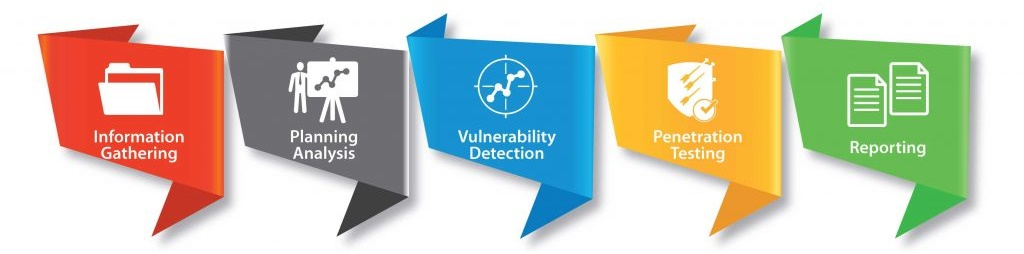 Information
Gathering
Planning
Analysis
Vulnerability
Detection
Penetration
Testing
Reporting